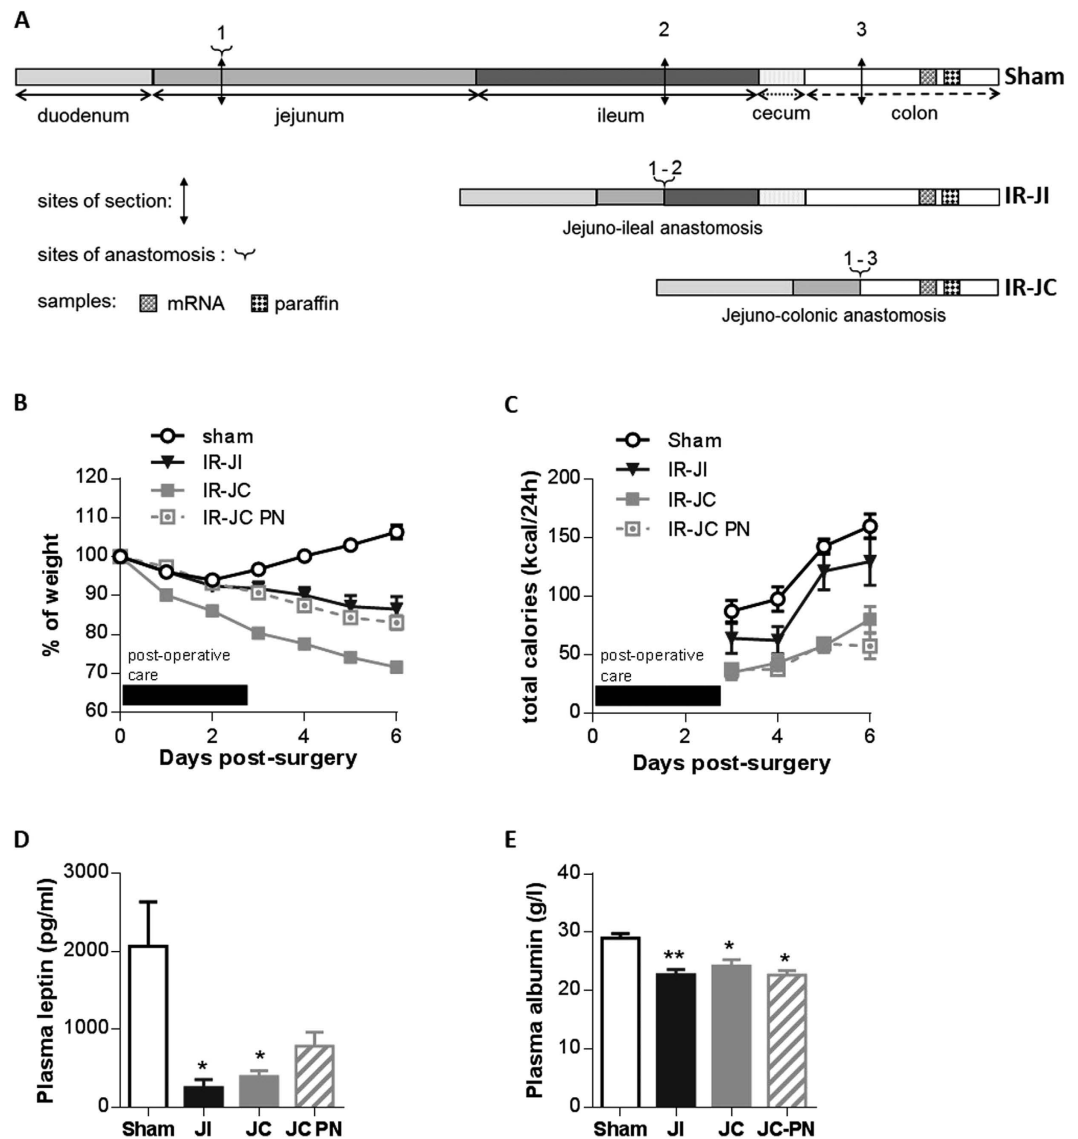 A
1 2 3
Sham
duodenum jejunum ileum cecum colon
sites of section:
1 - 2
IR-JI
Jejuno-ileal anastomosis
sites of anastomosis :
1 - 3
IR-JC
samples: mRNA paraffin
Jejuno-colonic anastomosis
B
sham
IR-JI
IR-JC
IR-JC PN
% of weight
120
110
100
90
80
70
60
post-operative
care
0 2 4 6
Days post-surgery
C
Sham
IR-JI
IR-JC
IR-JC PN
total calories (kcal/24h)
200
150
100
50
0
post-operative
care
0 2 4 6
Days post-surgery
D
Plasma leptin (pg/ml)
3000
2000
1000
0
* *
Sham JI JC JC PN
E
Plasma albumin (g/l)
40
30
20
10
0
** * *
Sham JI JC JC-PN